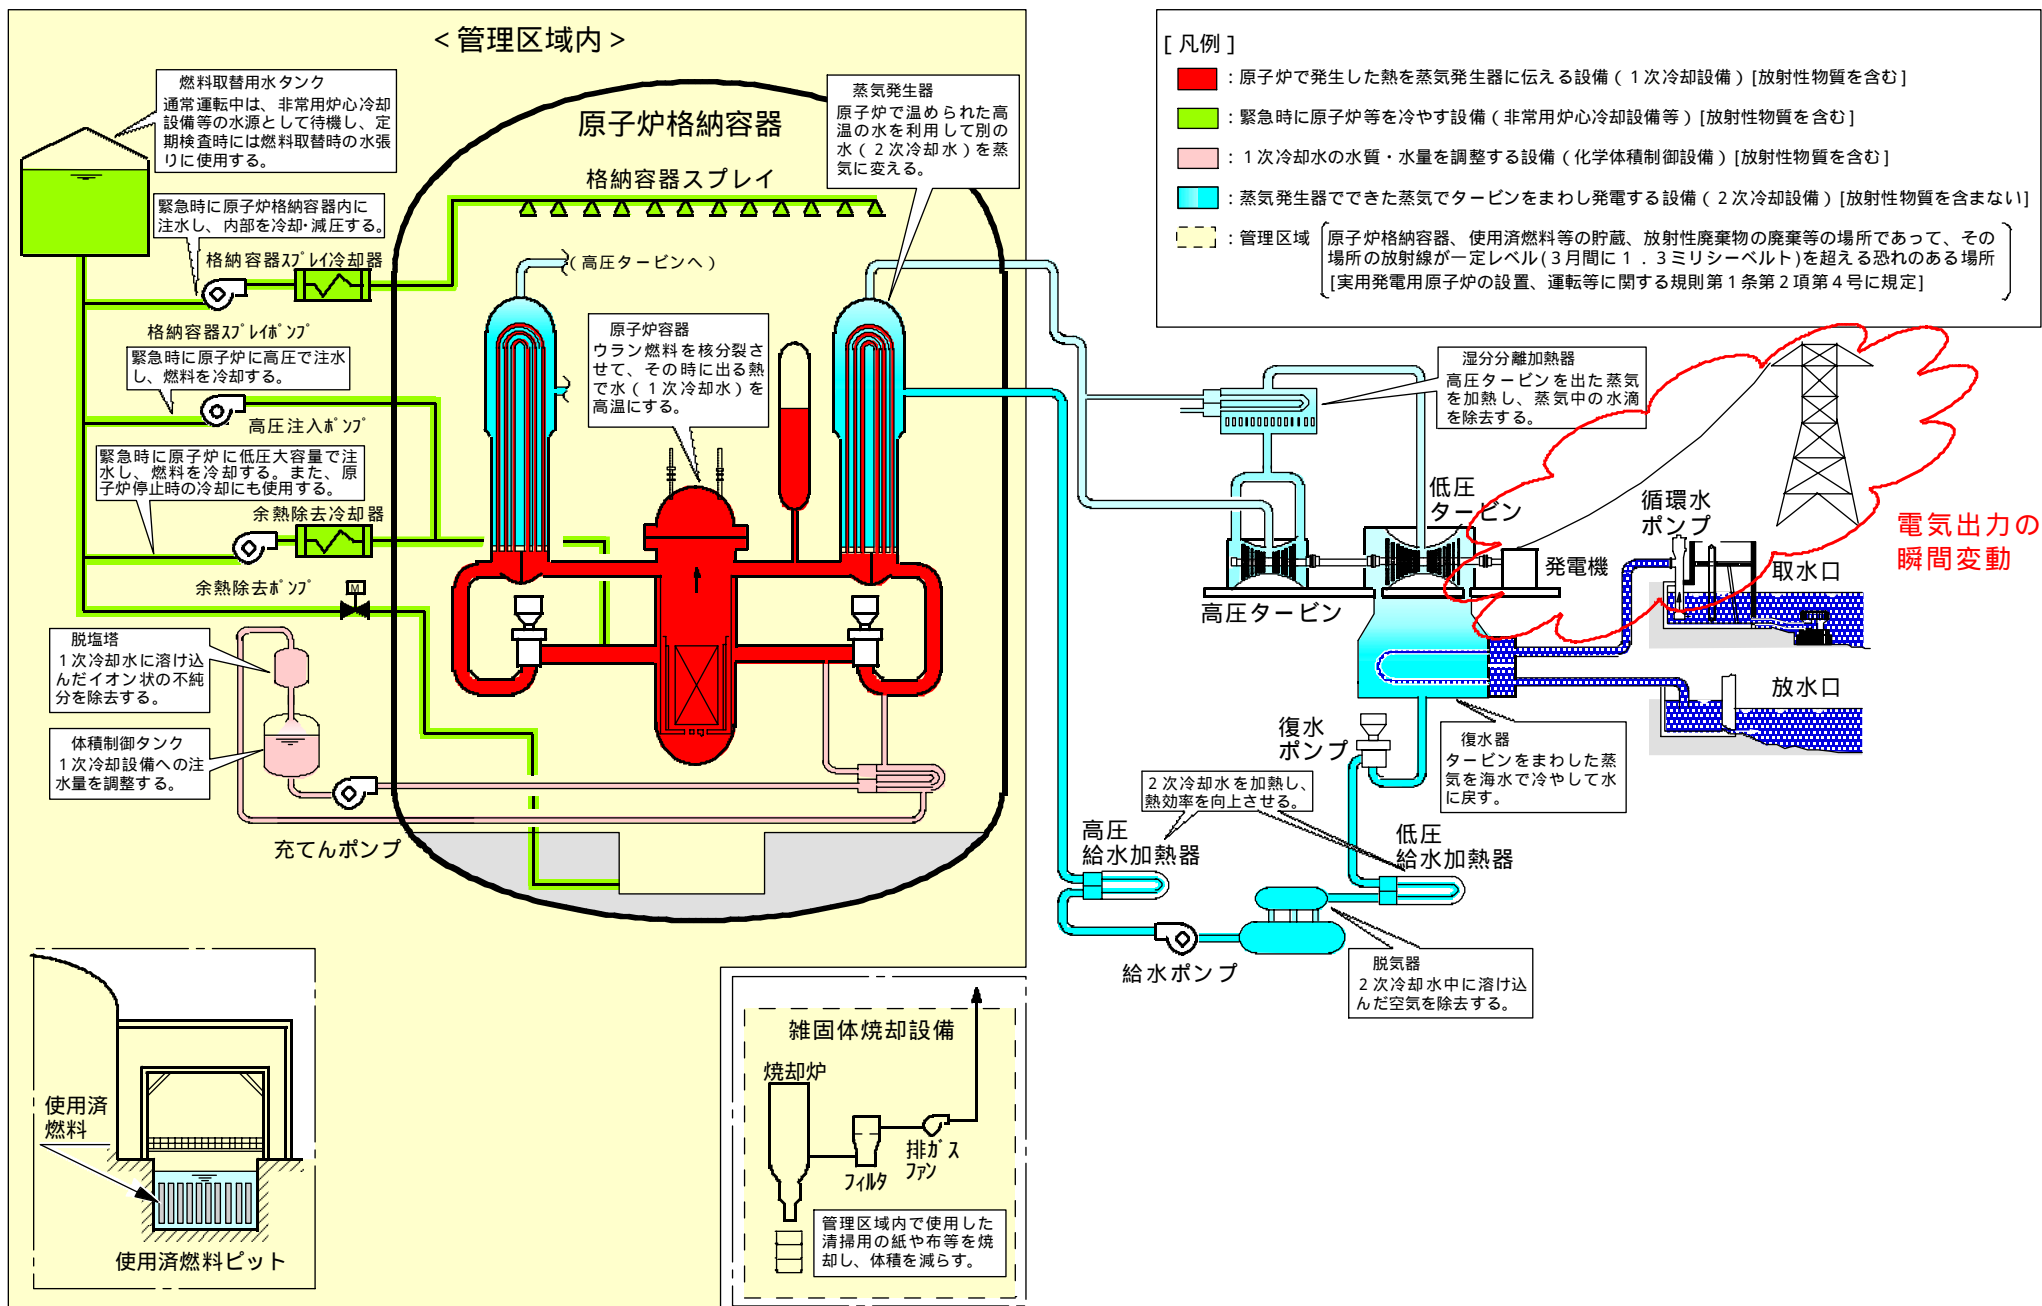 <管理区域内>
燃料取替用水タンク
通常運転中は、非常用炉心冷却
設備等の水源として待機し、定
期検査時には燃料取替時の水張
りに使用する。
緊急時に原子炉格納容器内に
注水し、内部を冷却・減圧する。
格納容器ｽﾌﾟﾚｲ冷却器
格納容器ｽﾌﾟﾚｲﾎﾟﾝﾌﾟ
緊急時に原子炉に高圧で注水
し、燃料を冷却する。
高圧注入ﾎﾟﾝﾌﾟ
緊急時に原子炉に低圧大容量で注
水し、燃料を冷却する。また、原
子炉停止時の冷却にも使用する。
余熱除去冷却器
余熱除去ﾎﾟﾝﾌﾟ
M
脱塩塔
１次冷却水に溶け込
んだイオン状の不純
分を除去する。
体積制御タンク
１次冷却設備への注
水量を調整する。
充てんポンプ
原子炉格納容器
格納容器スプレイ
(高圧タービンへ)
蒸気発生器
原子炉で温められた高
温の水を利用して別の
水(２次冷却水)を蒸
気に変える。
原子炉容器
ウラン燃料を核分裂さ
せて、その時に出る熱
で水(１次冷却水)を
高温にする。
[凡例]
：原子炉で発生した熱を蒸気発生器に伝える設備(１次冷却設備)[放射性物質を含む]
：緊急時に原子炉等を冷やす設備(非常用炉心冷却設備等)[放射性物質を含む]
：１次冷却水の水質・水量を調整する設備(化学体積制御設備)[放射性物質を含む]
：蒸気発生器でできた蒸気でタービンをまわし発電する設備(２次冷却設備)[放射性物質を含まない]
：管理区域
原子炉格納容器、使用済燃料等の貯蔵、放射性廃棄物の廃棄等の場所であって、その
場所の放射線が一定レベル(３月間に１．３ミリシーベルト)を超える恐れのある場所
[実用発電用原子炉の設置、運転等に関する規則第１条第２項第４号に規定]
湿分分離加熱器
高圧タービンを出た蒸気
を加熱し、蒸気中の水滴
を除去する。
低圧
タービン
高圧タービン
発電機
循環水
ポンプ
取水口
放水口
電気出力の
瞬間変動
復水
ポンプ
復水器
タービンをまわした蒸
気を海水で冷やして水
に戻す。
２次冷却水を加熱し、
熱効率を向上させる。
高圧
給水加熱器
低圧
給水加熱器
給水ポンプ
脱気器
２次冷却水中に溶け込
んだ空気を除去する。
使用済
燃料
使用済燃料ピット
雑固体焼却設備
焼却炉
フィルタ
排ｶﾞｽ
ﾌｧﾝ
管理区域内で使用した
清掃用の紙や布等を焼
却し、体積を減らす。